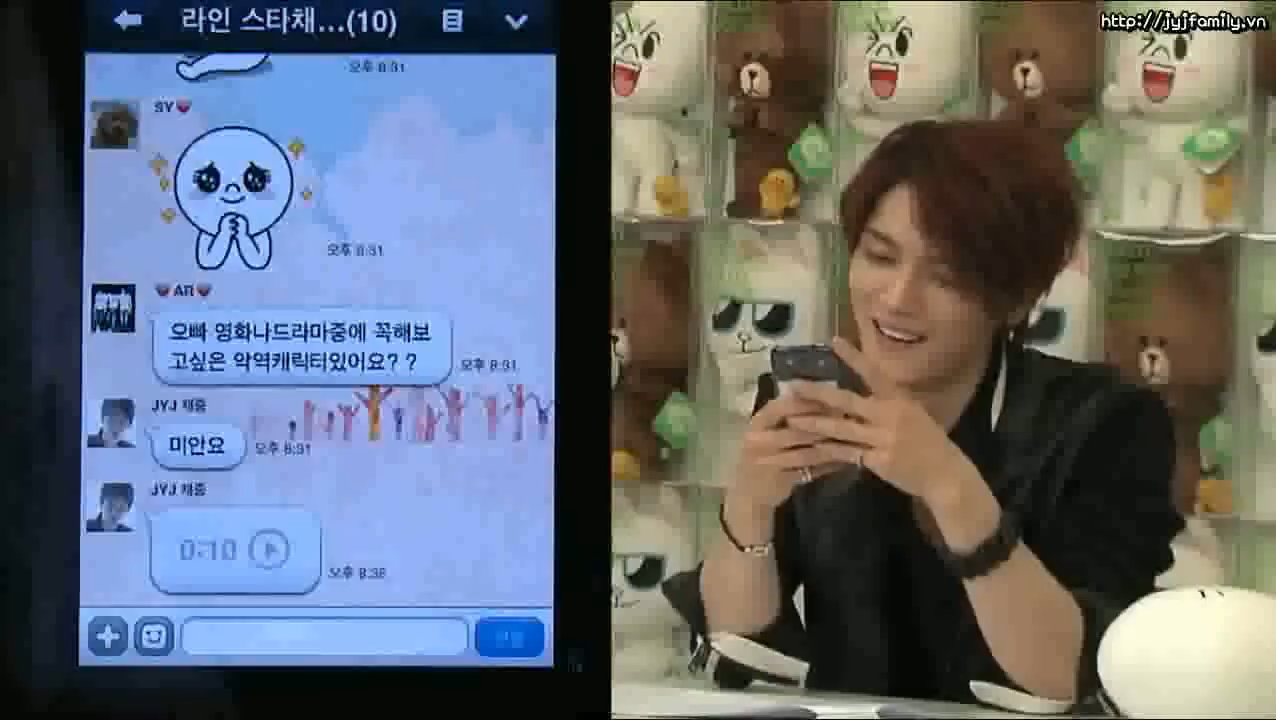 라인 스타채...(10)
http://jyjfamily.vn
오후 8:31
SY
오후 8:31
AR
오빠 영화나드라마중에 꼭해보
고싶은 악역캐릭터있어요??
오후 8:31
JYJ 재중
미안요
오후 8:31
JYJ 재중
0:10
오후 8:36